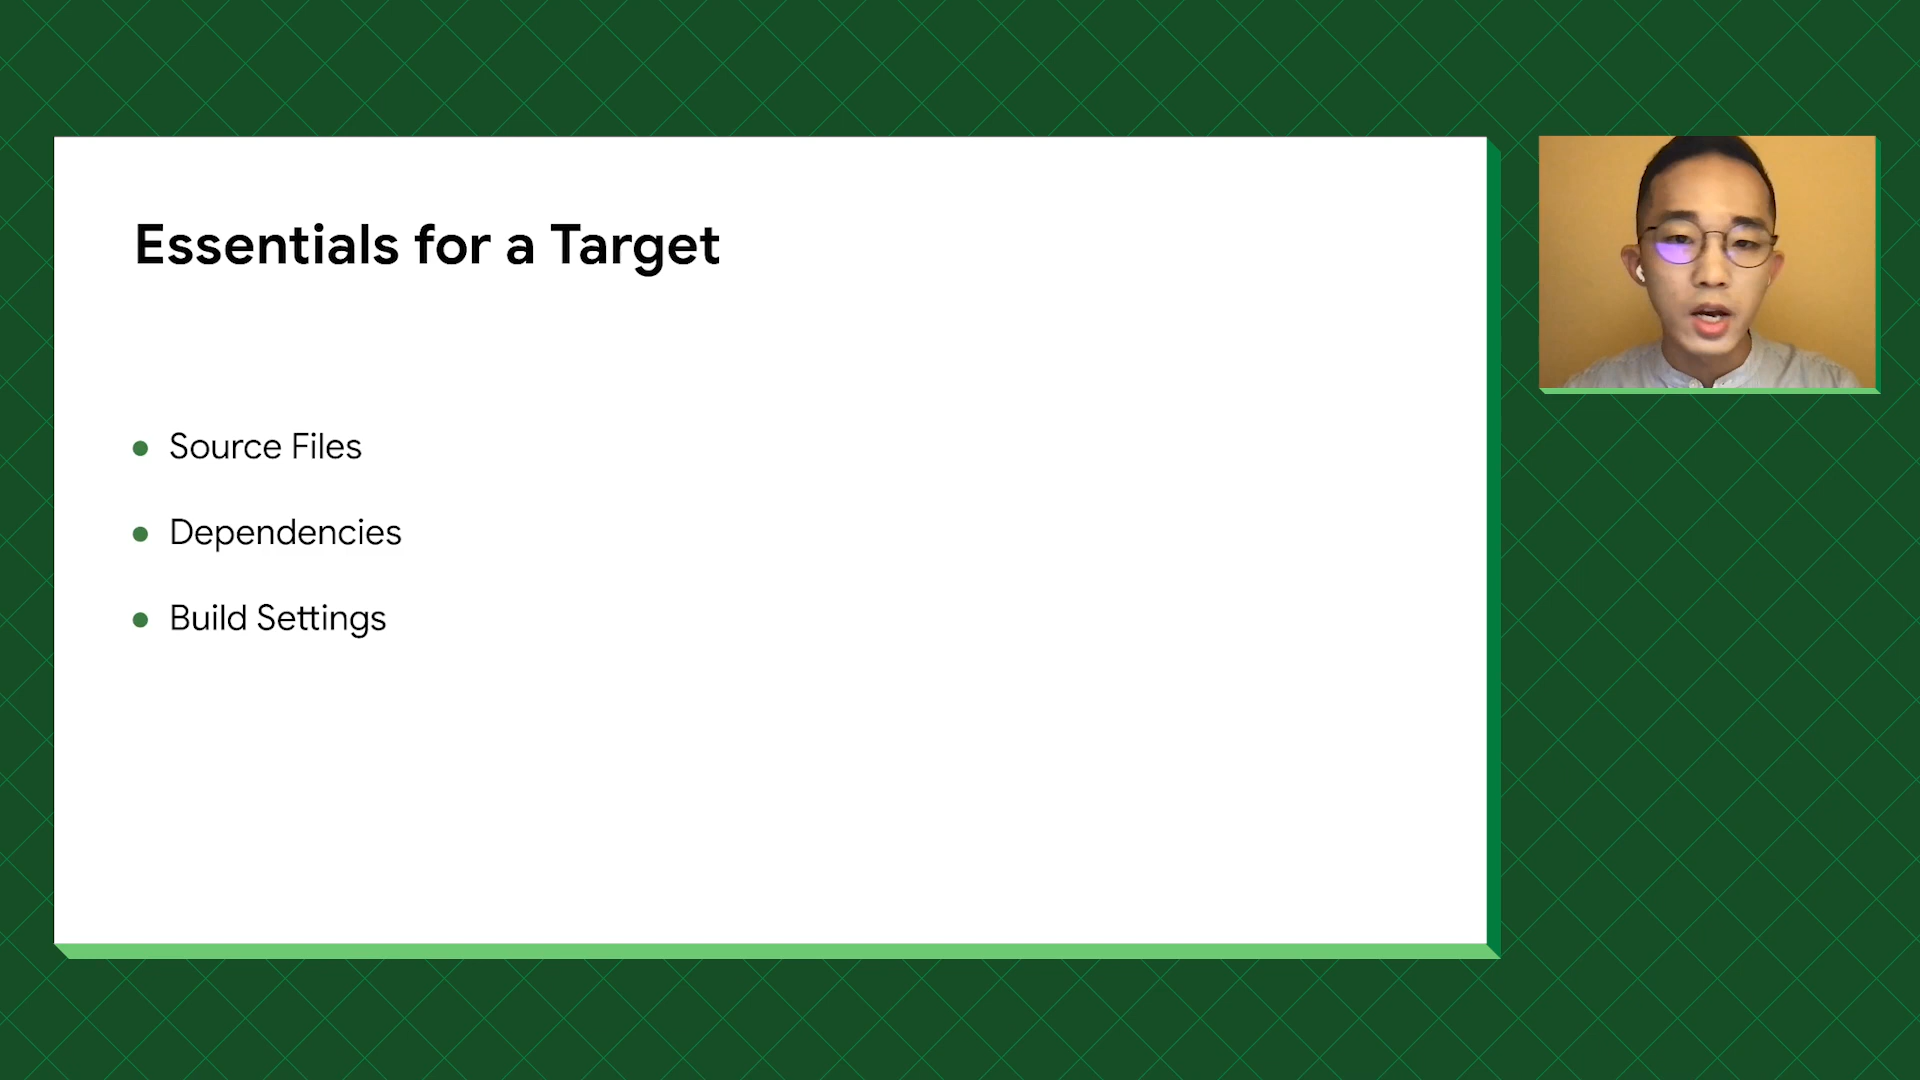 Essentials for a Target
Source Files
Dependencies
Build Settings